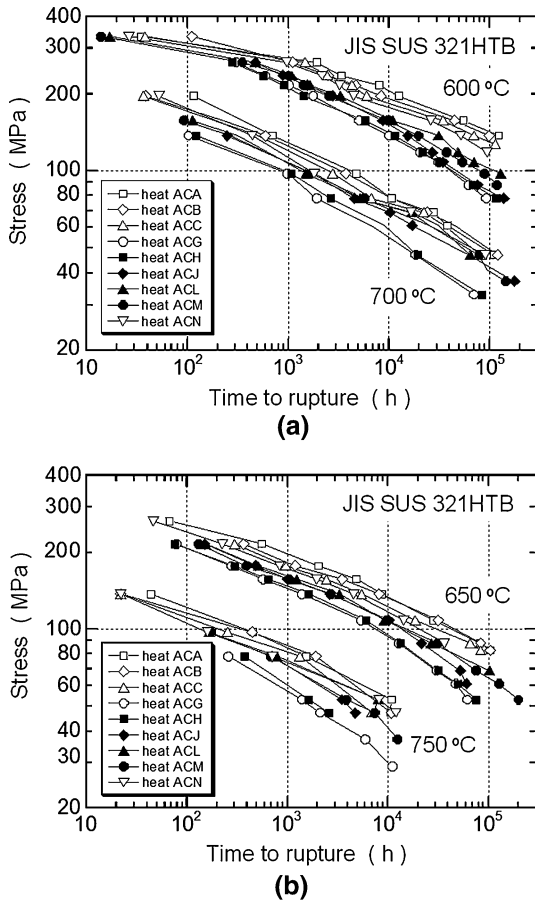 400
300
200
100
80
60
40
20
Stress (MPa)
JIS SUS 321HTB
600 ºC
700 ºC
heat ACA
heat ACB
heat ACC
heat ACG
heat ACH
heat ACJ
heat ACL
heat ACM
heat ACN
10 10² 10³ 10⁴ 10⁵
Time to rupture ( h )
(a)
400
300
200
100
80
60
40
30
20
Stress (MPa)
JIS SUS 321HTB
650 ºC
750 ºC
heat ACA
heat ACB
heat ACC
heat ACG
heat ACH
heat ACJ
heat ACL
heat ACM
heat ACN
10 10² 10³ 10⁴ 10⁵
Time to rupture ( h )
(b)